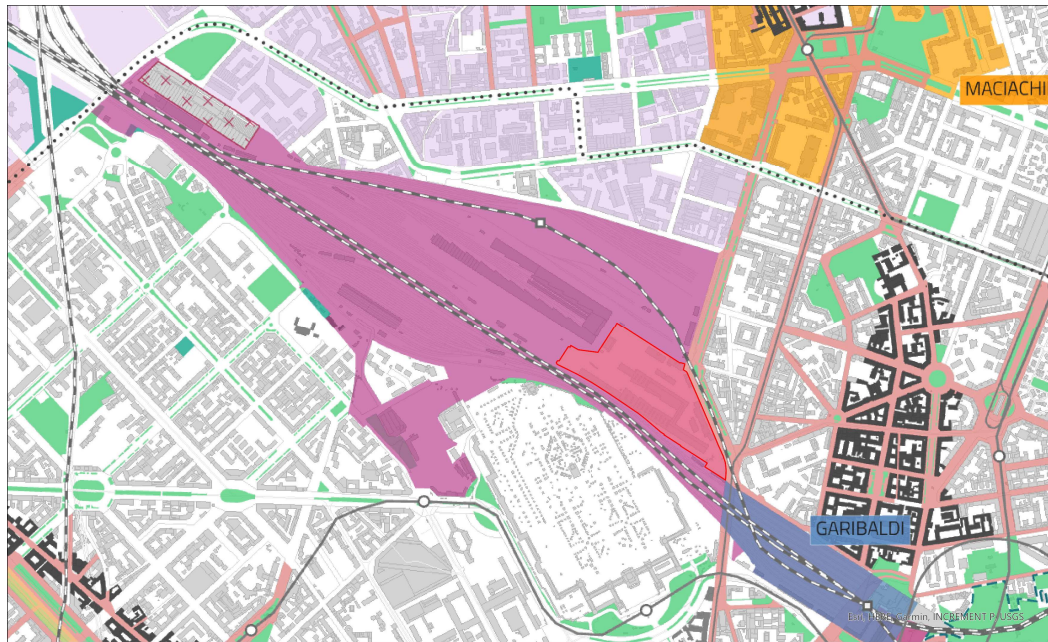 MACIACHI
GARIBALDI
Esri, HERE, Garmin, INCREMENT P, USGS